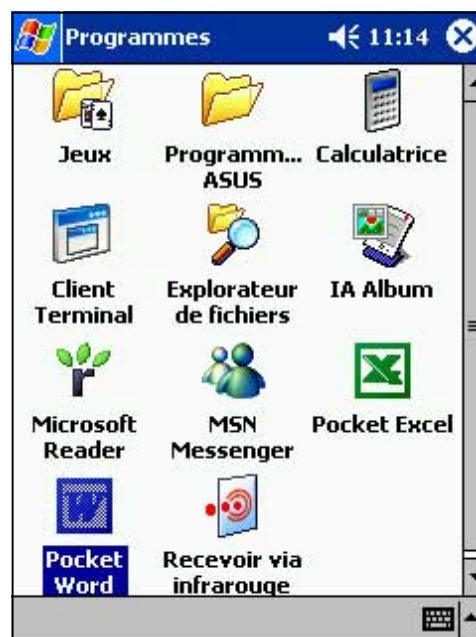 Programmes 11:14
Jeux Programm... Calculatrice
ASUS
Client Explorateur IA Album
Terminal de fichiers
Microsoft MSN Pocket Excel
Reader Messenger
Pocket Recevoir via
Word infrarouge